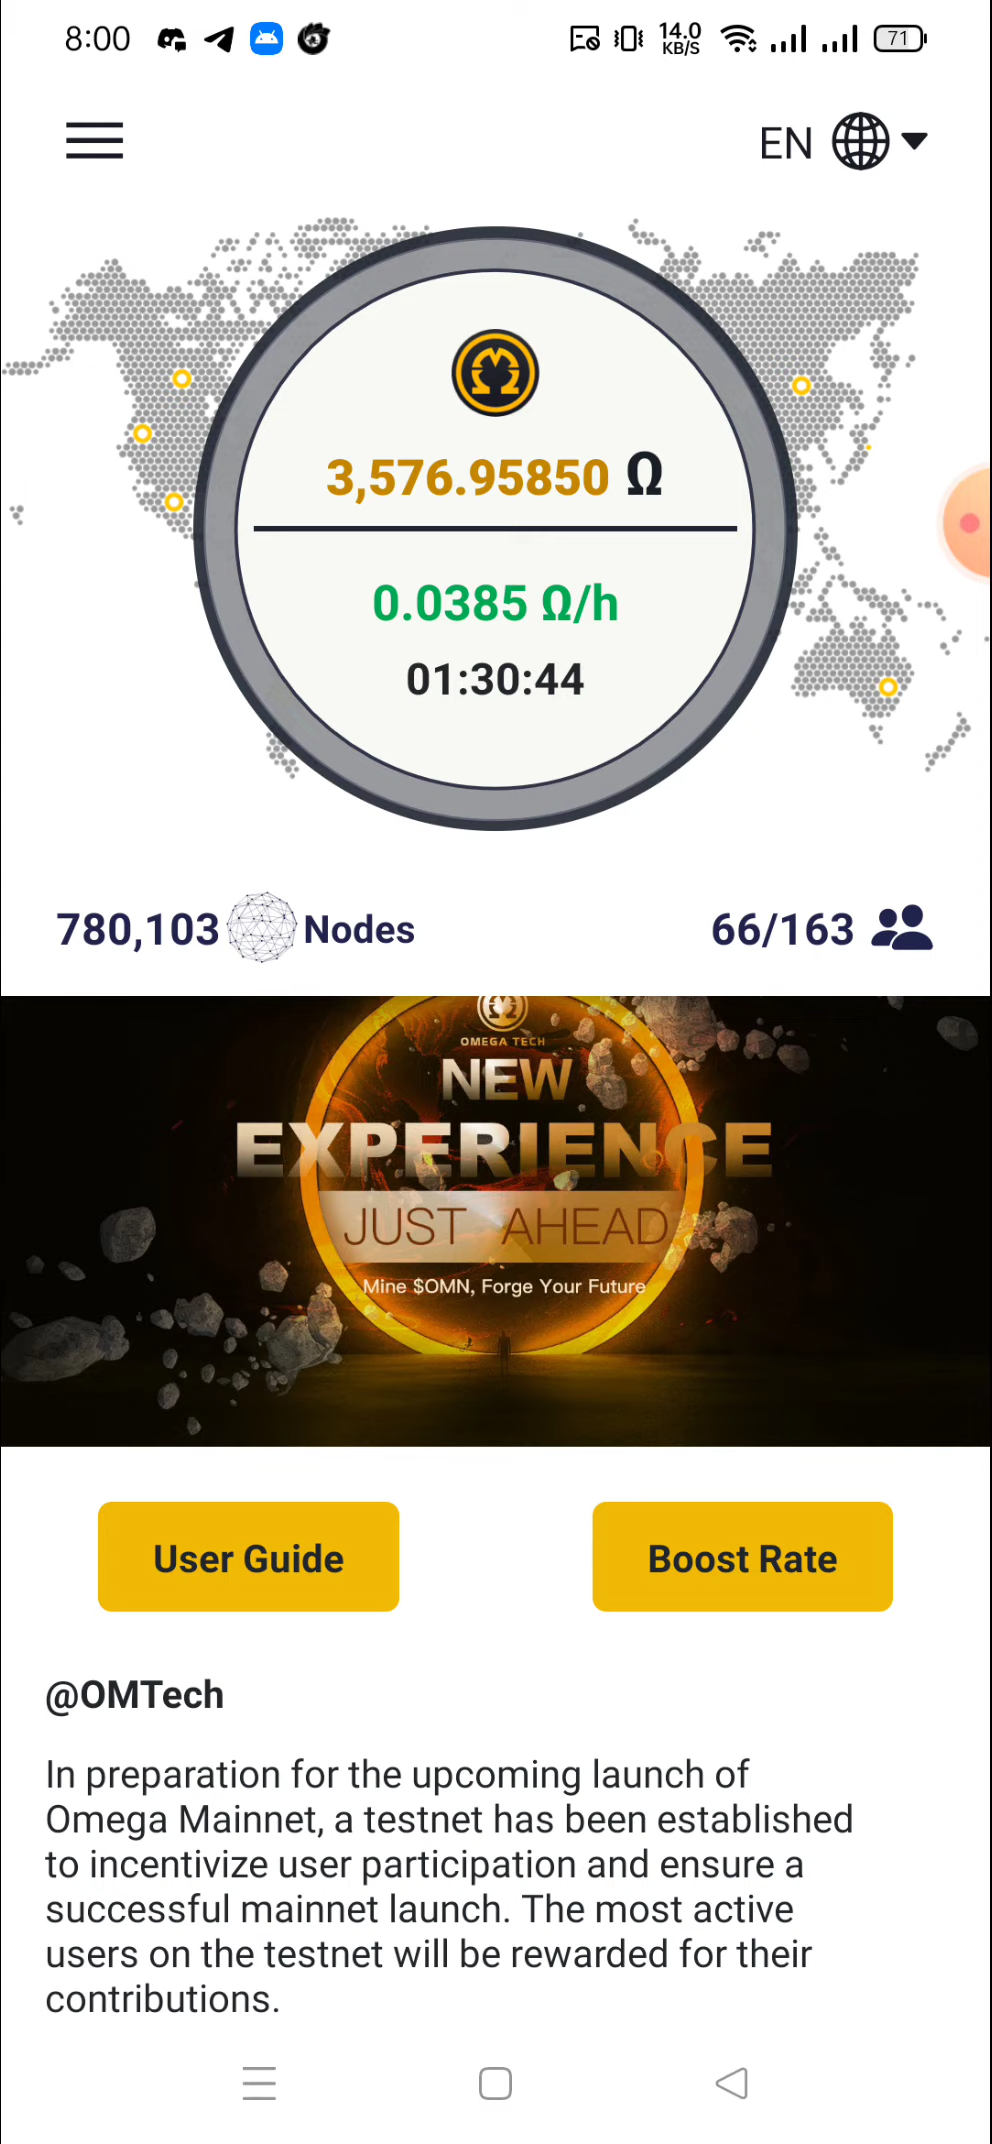 8:00 14.0 KB/S 71
EN
3,576.95850 Ω
0.0385 Ω/h
01:30:44
780,103 Nodes 66/163
OMEGA TECH
NEW
EXPERIENCE
JUST AHEAD
Mine $OMN, Forge Your Future
User Guide Boost Rate
@OMTech
In preparation for the upcoming launch of
Omega Mainnet, a testnet has been established
to incentivize user participation and ensure a
successful mainnet launch. The most active
users on the testnet will be rewarded for their
contributions.